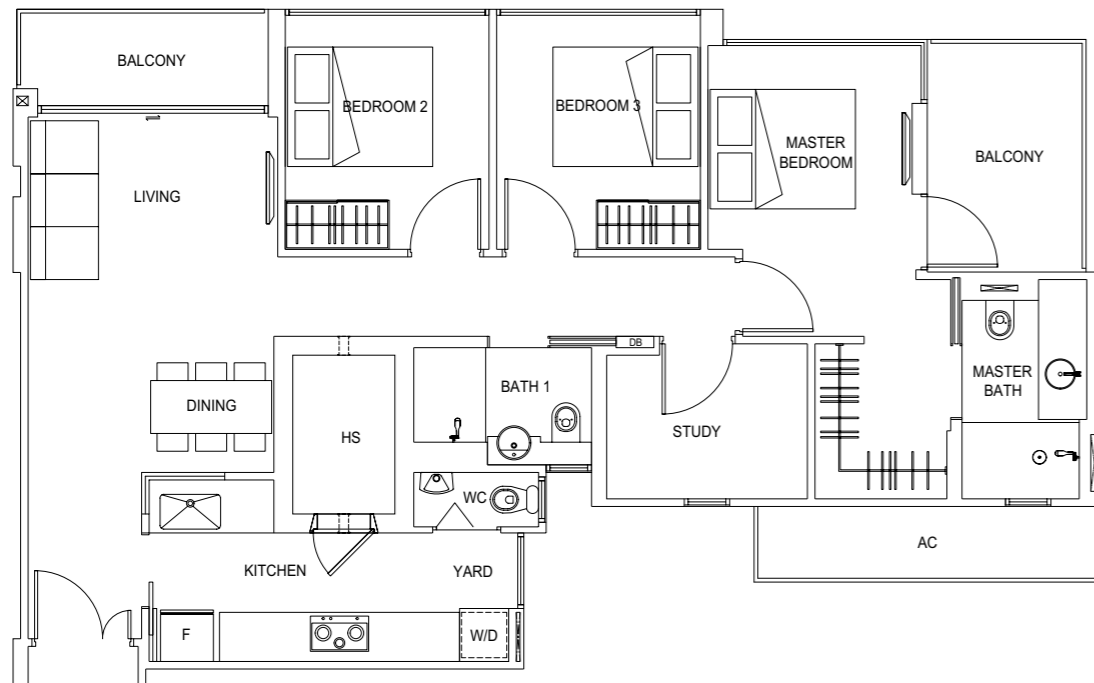 BALCONY
BEDROOM 2
BEDROOM 3
MASTER
BEDROOM
BALCONY
LIVING
DB
DINING
HS
BATH 1
STUDY
MASTER
BATH
WC
KITCHEN
YARD
AC
F
W/D